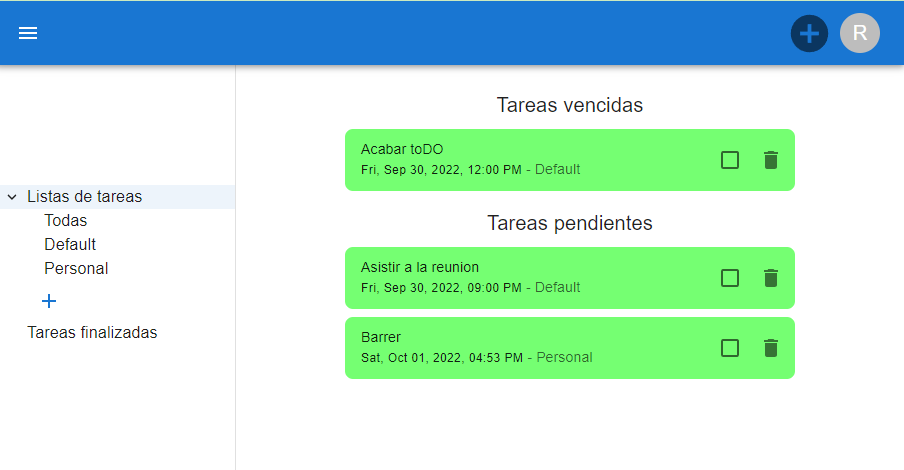 R
Listas de tareas
Todas
Default
Personal
Tareas finalizadas
Tareas vencidas
Acabar toDO
Fri, Sep 30, 2022, 12:00 PM - Default
Tareas pendientes
Asistir a la reunion
Fri, Sep 30, 2022, 09:00 PM - Default
Barrer
Sat, Oct 01, 2022, 04:53 PM - Personal